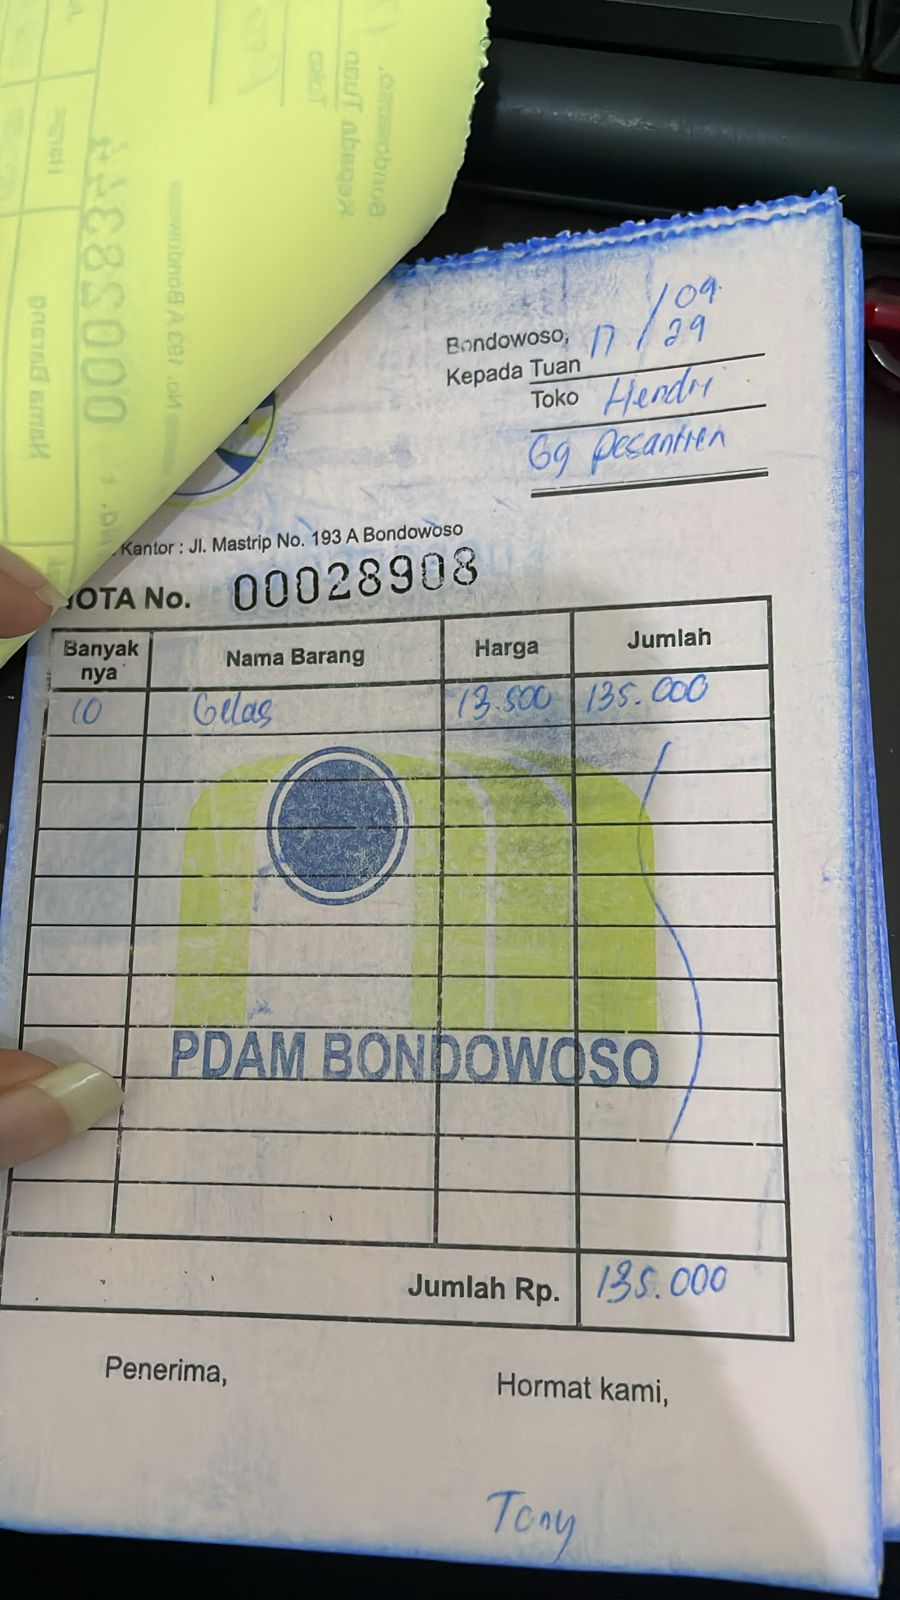 Bondowoso, 17/09
29
Kepada Tuan
Toko Hendri
Gg Pesantren
Kantor : Jl. Mastrip No. 193 A Bondowoso
NOTA No. 00028908
Banyak nya Nama Barang Harga Jumlah
10 Gelas 13.500 135.000
PDAM BONDOWOSO
Jumlah Rp. 135.000
Penerima, Hormat kami,
Tony